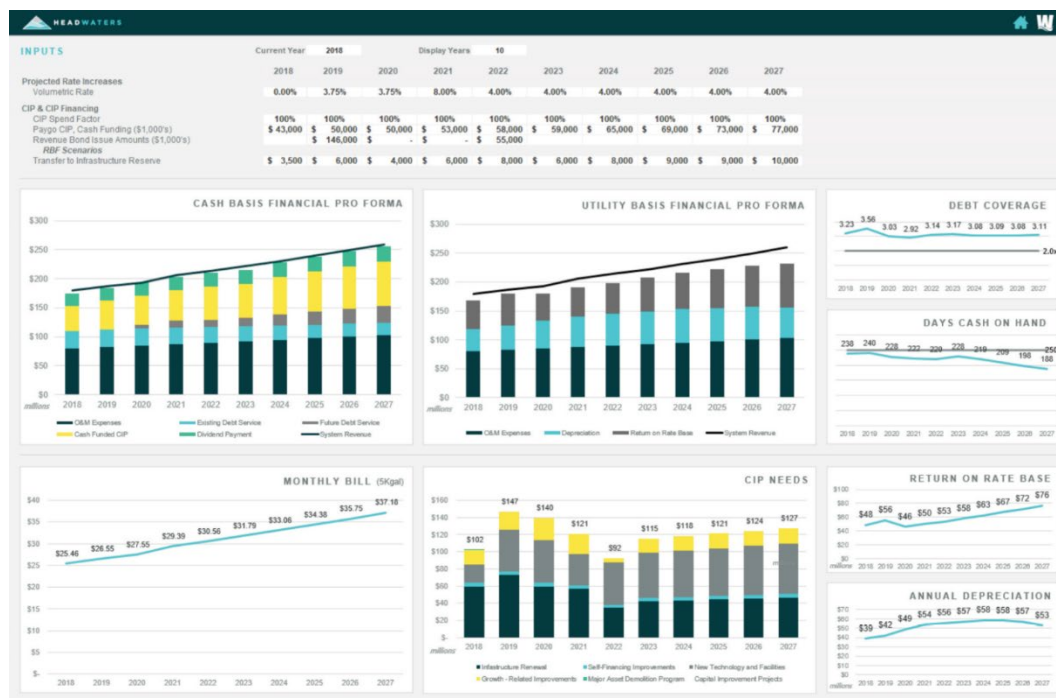 HEADWATERS
INPUTS
Current Year 2018 Display Years 10
2018 2019 2020 2021 2022 2023 2024 2025 2026 2027
Projected Rate Increases
Volumetric Rate 0.00% 3.75% 3.75% 8.00% 4.00% 4.00% 4.00% 4.00% 4.00% 4.00%
CIP & CIP Financing
CIP Spend Factor 100% 100% 100% 100% 100% 100% 100% 100% 100% 100%
Paygo CIP, Cash Funding ($1,000's) $ 43,000 $ 50,000 $ 50,000 $ 53,000 $ 58,000 $ 59,000 $ 65,000 $ 69,000 $ 73,000 $ 77,000
Revenue Bond Issue Amounts ($1,000's) $ 146,000 $ - $ - $ 55,000
RBF Scenarios
Transfer to Infrastructure Reserve $ 3,500 $ 6,000 $ 4,000 $ 6,000 $ 8,000 $ 6,000 $ 8,000 $ 9,000 $ 9,000 $ 10,000
CASH BASIS FINANCIAL PRO FORMA
$300
$250
$200
$150
$100
$50
$0
millions 2018 2019 2020 2021 2022 2023 2024 2025 2026 2027
O&M Expenses Existing Debt Service Future Debt Service
Cash Funded CIP Dividend Payment System Revenue
UTILITY BASIS FINANCIAL PRO FORMA
$300
$250
$200
$150
$100
$50
$0
millions 2018 2019 2020 2021 2022 2023 2024 2025 2026 2027
O&M Expenses Depreciation Return on Rate Base System Revenue
DEBT COVERAGE
3.23 3.56 3.03 2.92 3.14 3.17 3.08 3.09 3.08 3.11
2.0x
2018 2019 2020 2021 2022 2023 2024 2025 2026 2027
DAYS CASH ON HAND
238 240 228 222 220 228 219 209 198 188
250
2018 2019 2020 2021 2022 2023 2024 2025 2026 2027
MONTHLY BILL (5Kgal)
$40
$35
$30
$25
$20
$15
$10
$5
$-
$25.46 $26.55 $27.55 $29.39 $30.56 $31.79 $33.06 $34.38 $35.75 $37.18
2018 2019 2020 2021 2022 2023 2024 2025 2026 2027
CIP NEEDS
$160
$140
$120
$100
$80
$60
$40
$20
$-
$102 $147 $140 $121 $92 $115 $118 $121 $124 $127
millions 2018 2019 2020 2021 2022 2023 2024 2025 2026 2027
Infrastructure Renewal Self-Financing Improvements New Technology and Facilities
Growth - Related Improvements Major Asset Demolition Program Capital Improvement Projects
RETURN ON RATE BASE
$100
$80
$60
$40
$20
$0
$48 $56 $46 $50 $53 $58 $63 $67 $72 $76
millions 2018 2019 2020 2021 2022 2023 2024 2025 2026 2027
ANNUAL DEPRECIATION
$70
$60
$50
$40
$30
$20
$10
$0
$39 $42 $49 $54 $56 $57 $58 $58 $57 $53
millions 2018 2019 2020 2021 2022 2023 2024 2025 2026 2027